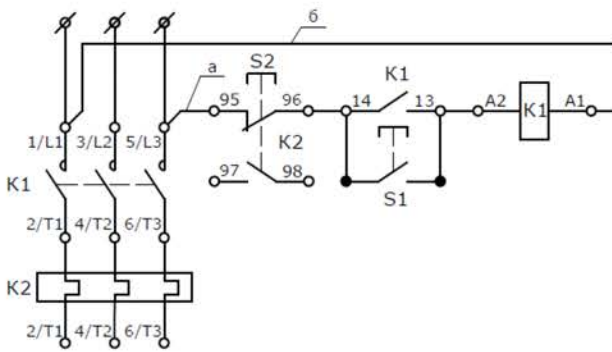 б
а
S2
K1
95 96 14 13 A2 K1 A1
1/L1 3/L2 5/L3
K2
97 98
K1
S1
2/T1 4/T2 6/T3
K2
2/T1 4/T2 6/T3